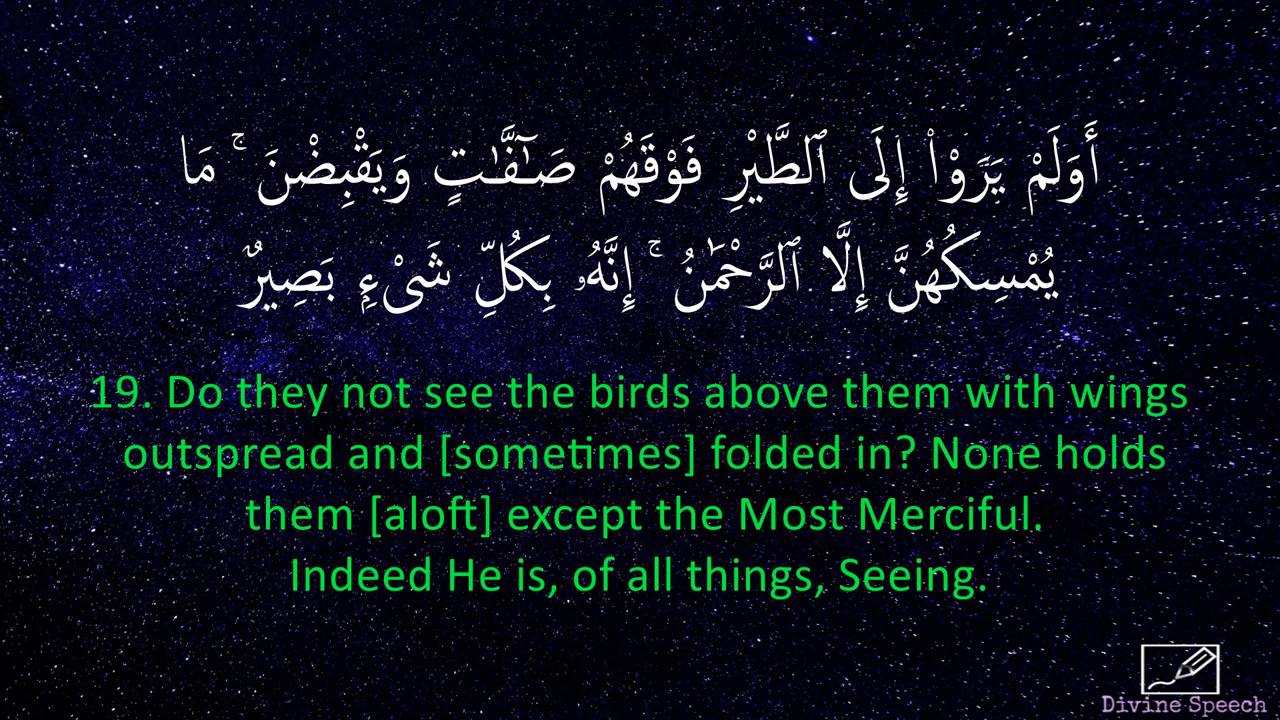 أَوَلَمْ يَرَوْا۟ إِلَى ٱلطَّيْرِ فَوْقَهُمْ صَـٰٓفَّـٰتٍ وَيَقْبِضْنَ ۚ مَا
يُمْسِكُهُنَّ إِلَّا ٱلرَّحْمَـٰنُ ۚ إِنَّهُۥ بِكُلِّ شَىْءٍۭ بَصِيرٌ
19. Do they not see the birds above them with wings
outspread and [sometimes] folded in? None holds
them [aloft] except the Most Merciful.
Indeed He is, of all things, Seeing.
Divine Speech